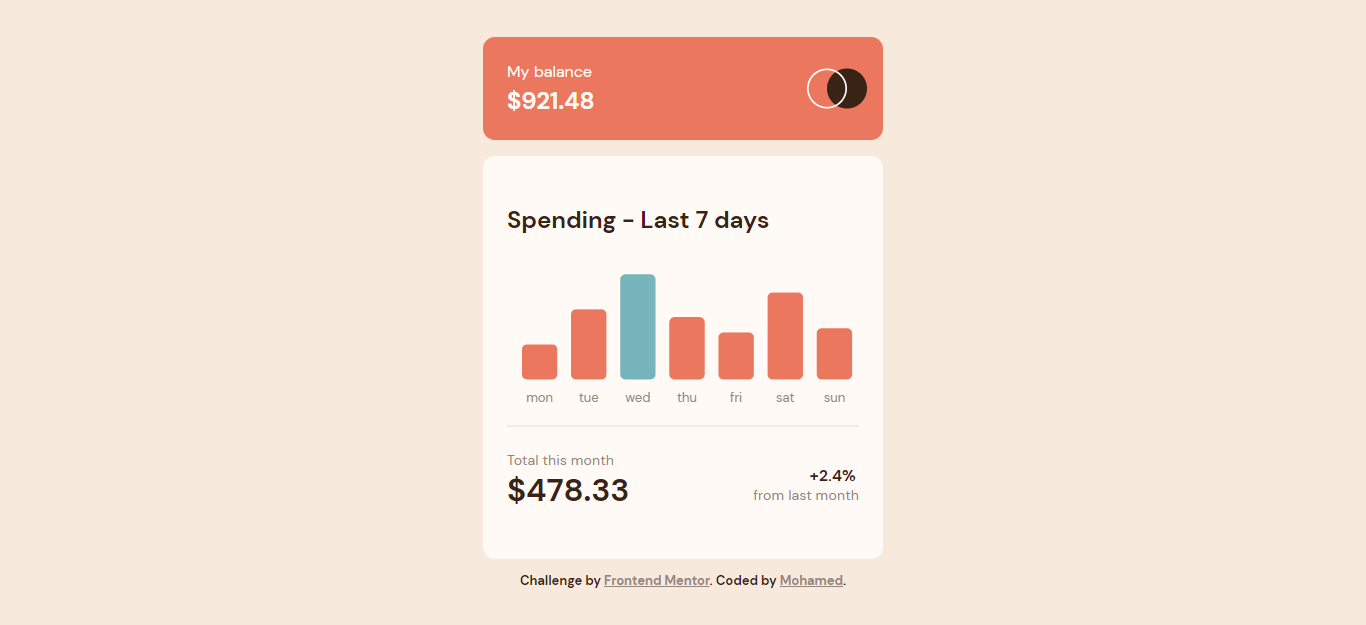 My balance
$921.48
Spending - Last 7 days
mon tue wed thu fri sat sun
Total this month
$478.33
+2.4%
from last month
Challenge by Frontend Mentor. Coded by Mohamed.